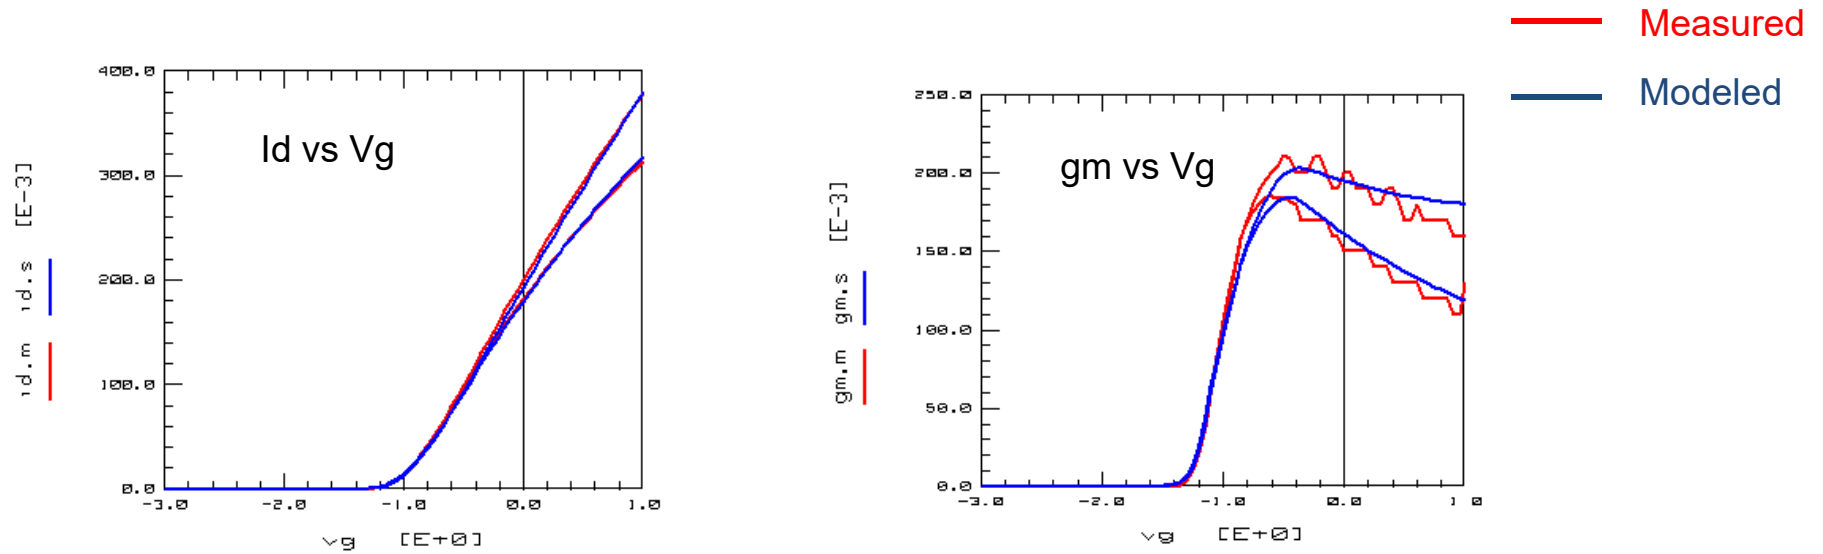 Measured
Modeled
Id vs Vg
400.0
300.0
200.0
100.0
0.0
-3.0 -2.0 -1.0 0.0 1.0
vg [E+0]
id.m id.s [E-3]
gm vs Vg
250.0
200.0
150.0
100.0
50.0
0.0
-3.0 -2.0 -1.0 0.0 1 0
vg [E+0]
gm.m gm.s [E-3]